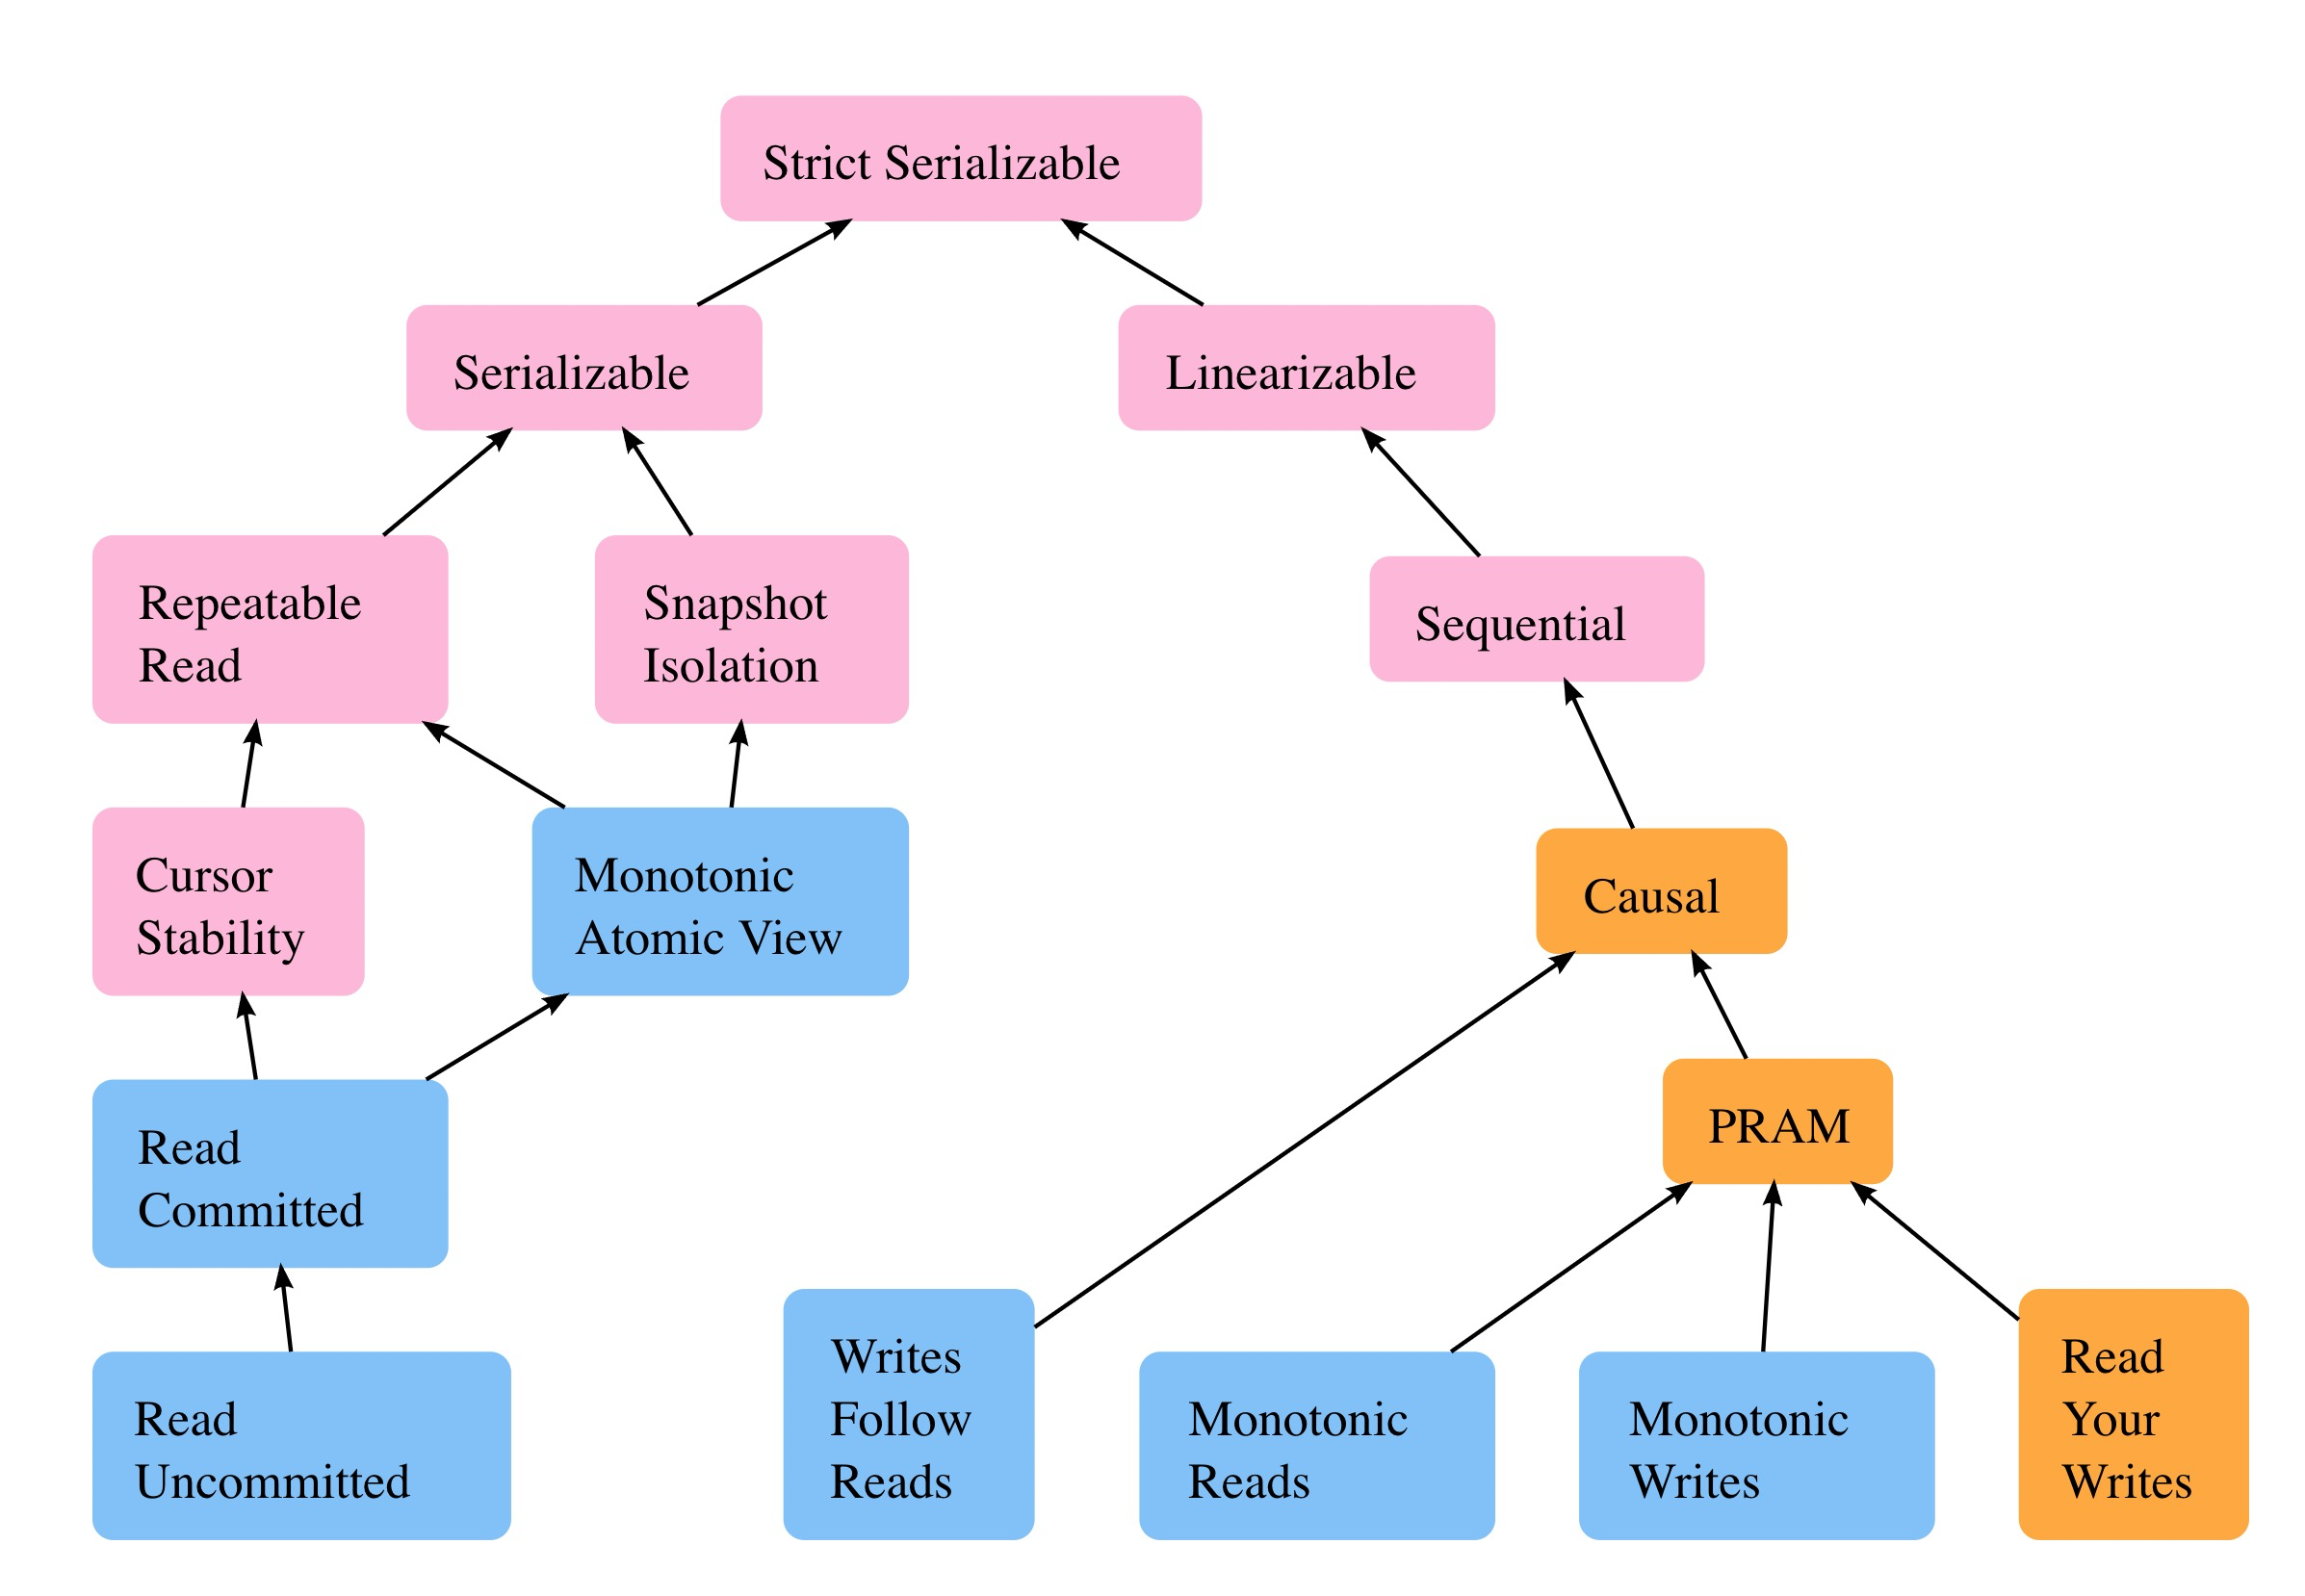 Strict Serializable
Serializable
Linearizable
Repeatable
Read
Snapshot
Isolation
Sequential
Cursor
Stability
Monotonic
Atomic View
Causal
Read
Committed
PRAM
Read
Uncommitted
Writes
Follow
Reads
Monotonic
Reads
Monotonic
Writes
Read
Your
Writes